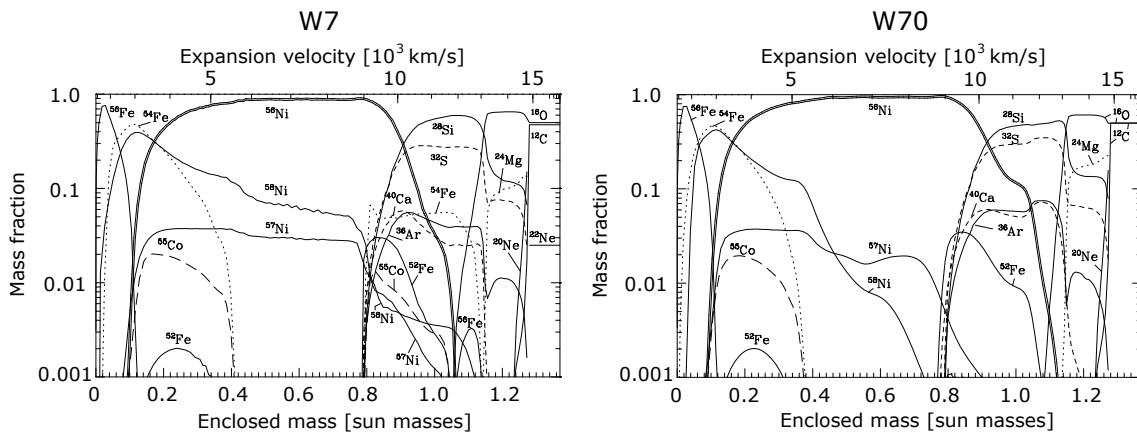 W7
Expansion velocity [10³ km/s]
5 10 15
⁵⁶Fe
⁵⁴Fe
⁵⁶Ni
²⁸Si
¹⁶O
¹²C
³²S
²⁴Mg
⁵⁸Ni
⁴⁰Ca
⁵⁴Fe
⁵⁷Ni
³⁶Ar
²⁰Ne
²²Ne
⁵⁵Co
⁵⁵Co
⁵²Fe
⁵⁸Ni
⁵⁶Fe
⁵²Fe
⁵⁷Ni
1.0
0.1
0.01
0.001
Mass fraction
0 0.2 0.4 0.6 0.8 1.0 1.2
Enclosed mass [sun masses]
W70
Expansion velocity [10³ km/s]
5 10 15
⁵⁶Fe
⁵⁴Fe
⁵⁶Ni
²⁸Si
¹⁶O
¹²C
³²S
²⁴Mg
⁴⁰Ca
³⁶Ar
⁵⁵Co
⁵⁷Ni
²⁰Ne
⁵⁸Ni
⁵²Fe
⁵²Fe
1.0
0.1
0.01
0.001
Mass fraction
0 0.2 0.4 0.6 0.8 1.0 1.2
Enclosed mass [sun masses]